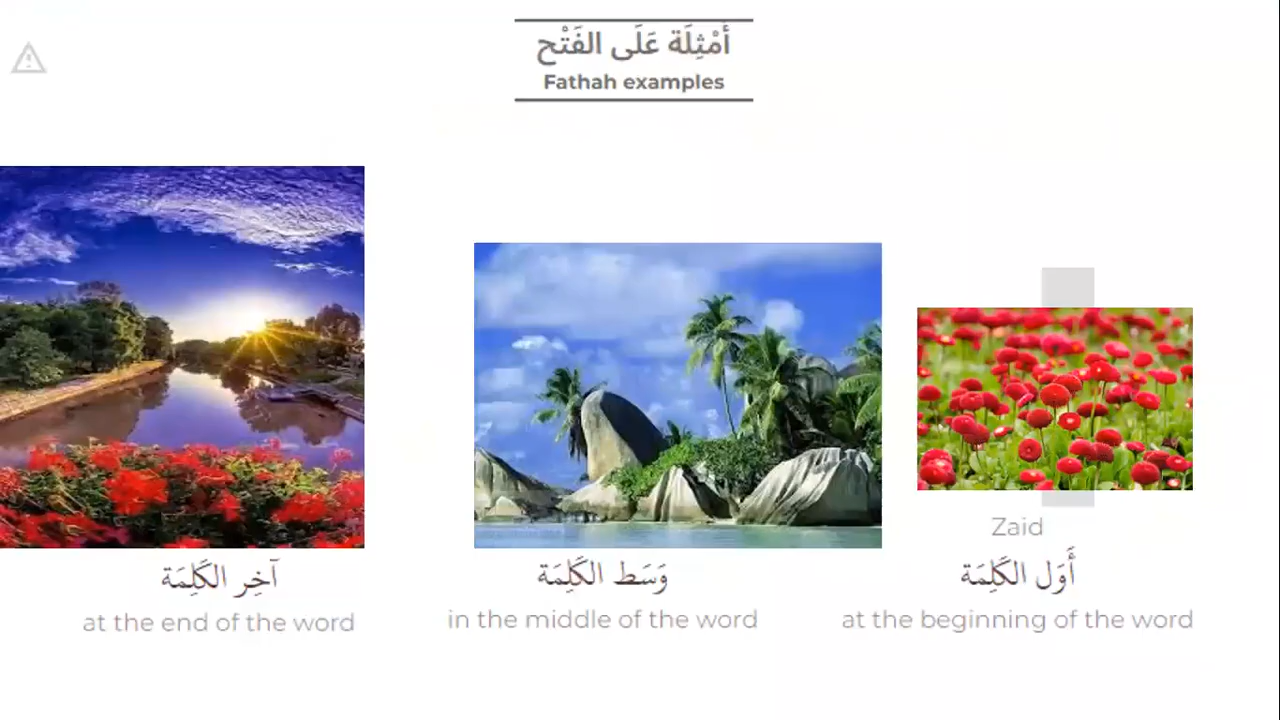 أمْثِلَة عَلَى الفَتْح
Fathah examples
Zaid
أَوَل الكَلِمَة
at the beginning of the word
وَسَط الكَلِمَة
in the middle of the word
آخِر الكَلِمَة
at the end of the word